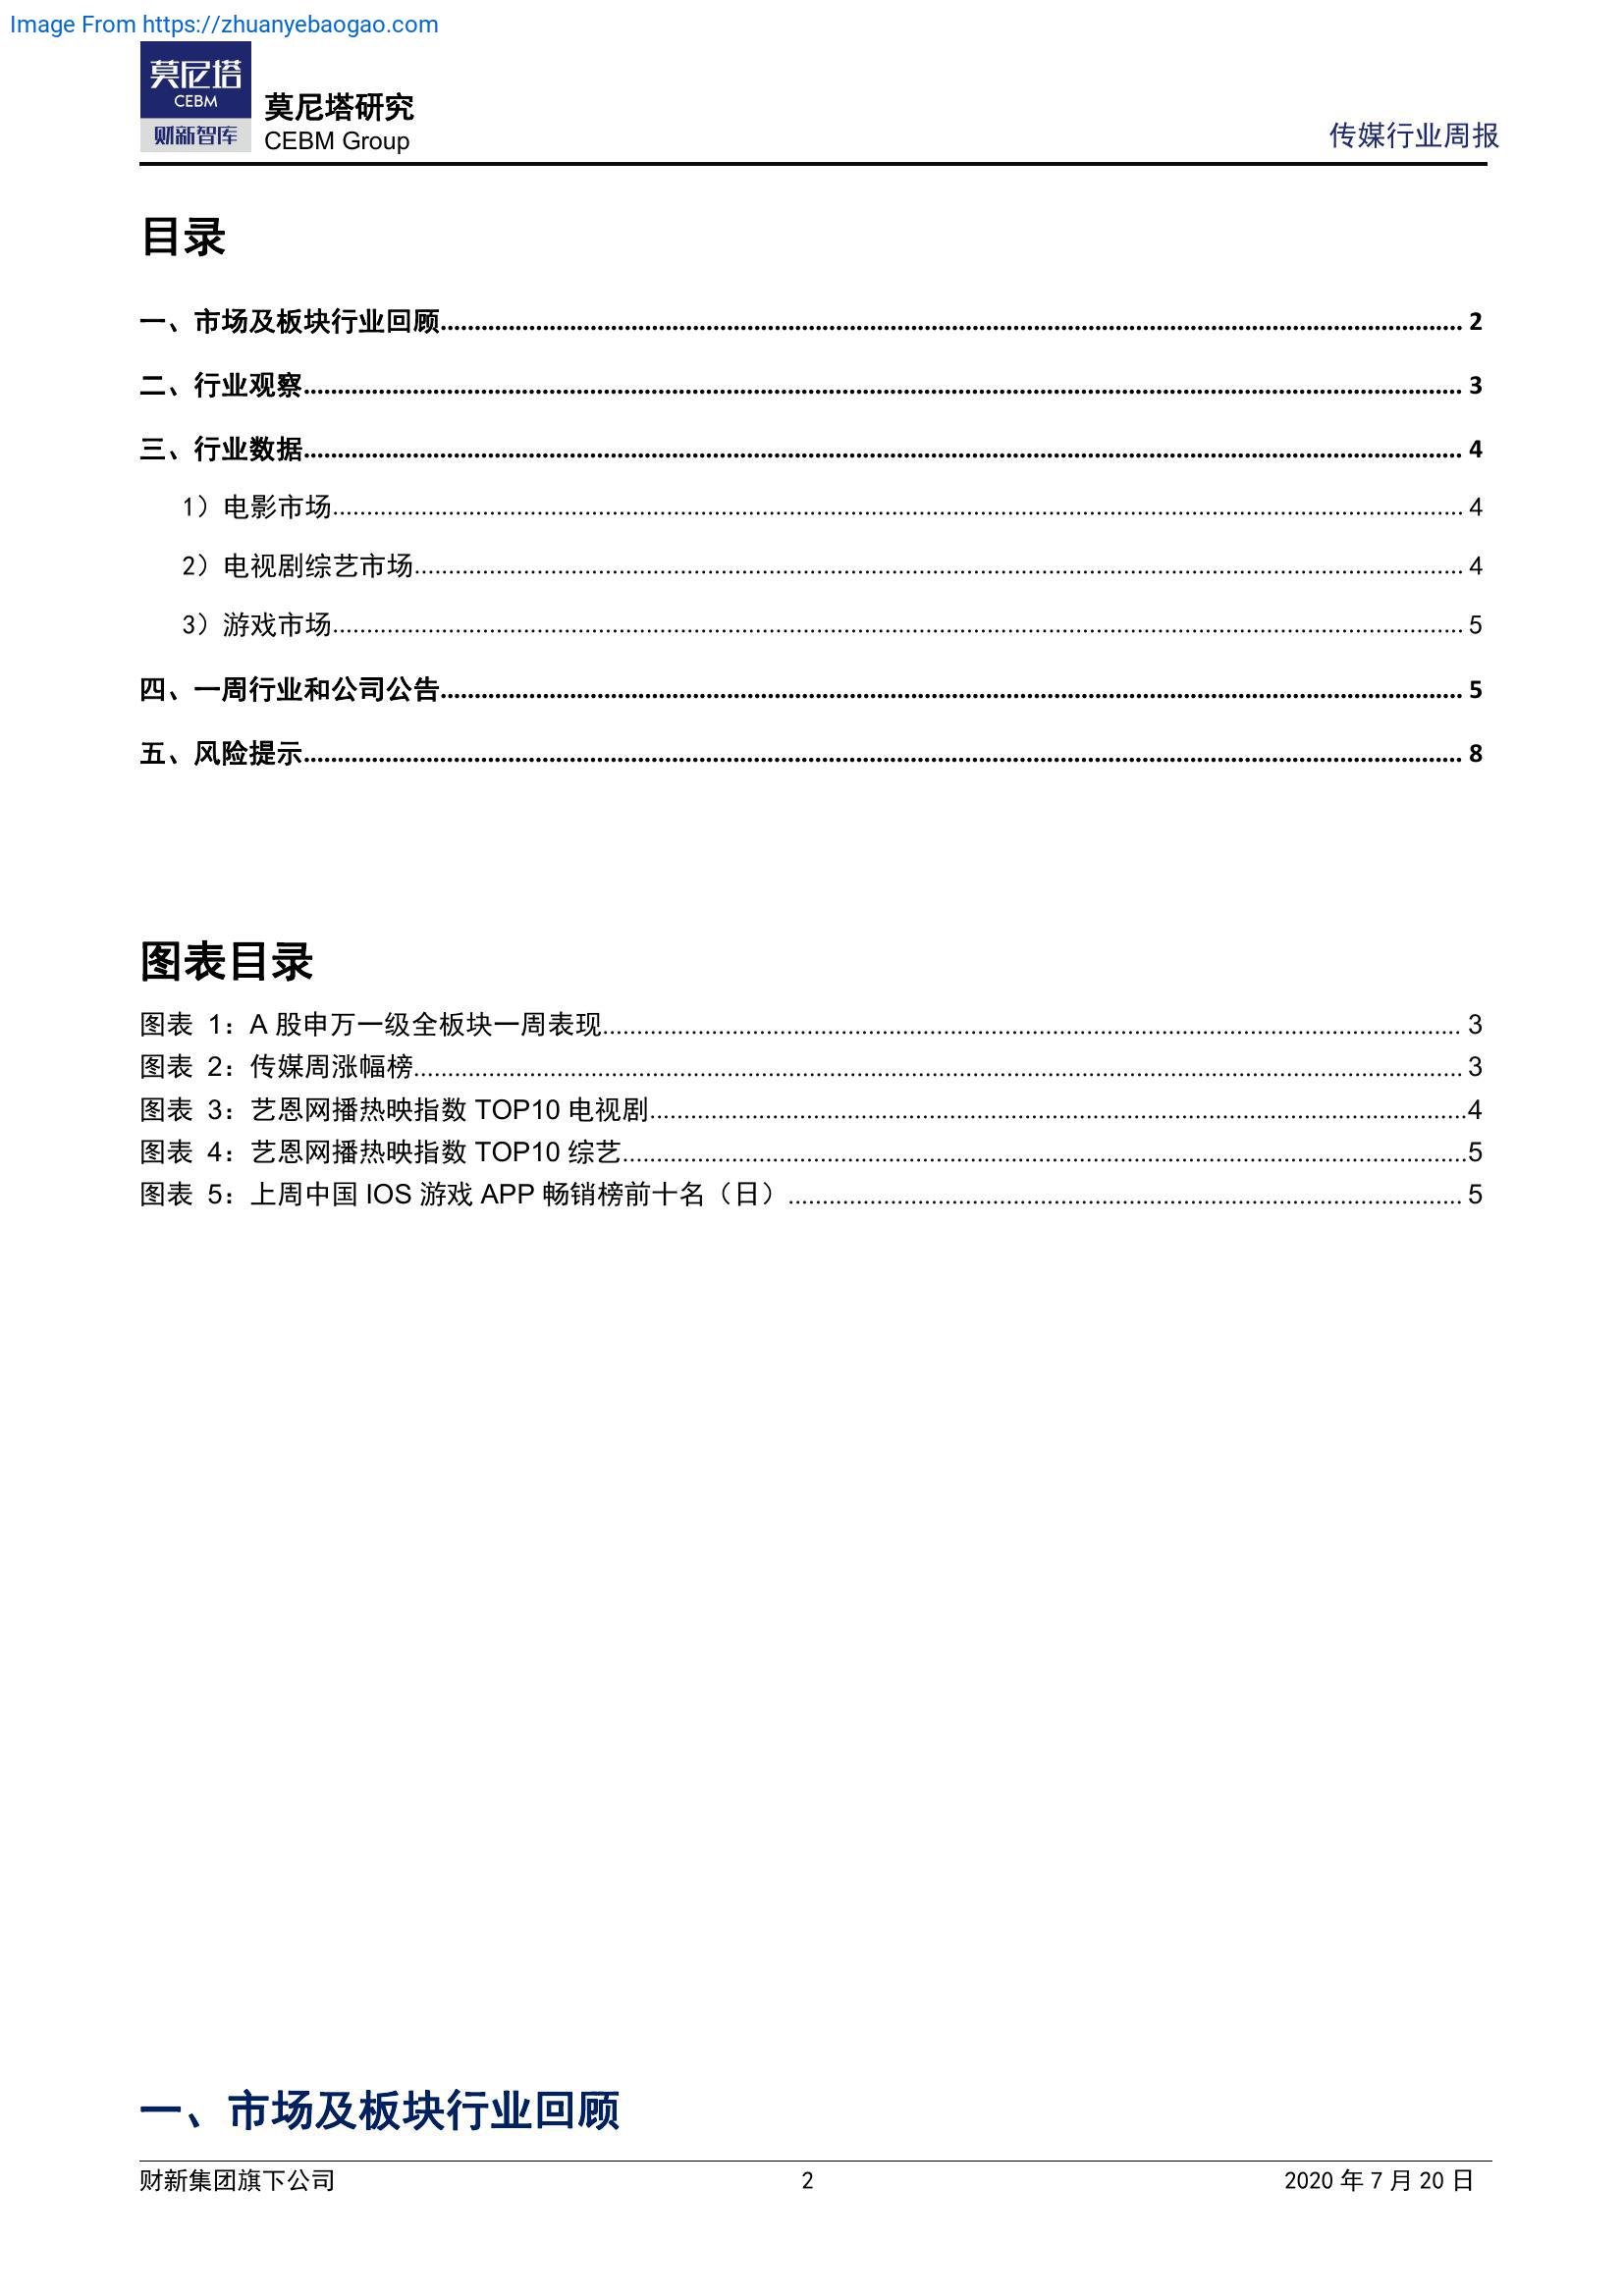 Image From https://zhuanyebaogao.com
莫尼塔
CEBM
财新智库
莫尼塔研究
CEBM Group
传媒行业周报
目录
一、市场及板块行业回顾 2
二、行业观察 3
三、行业数据 4
1）电影市场 4
2）电视剧综艺市场 4
3）游戏市场 5
四、一周行业和公司公告 5
五、风险提示 8
图表目录
图表 1：A 股申万一级全板块一周表现 3
图表 2：传媒周涨幅榜 3
图表 3：艺恩网播热映指数 TOP10 电视剧 4
图表 4：艺恩网播热映指数 TOP10 综艺 5
图表 5：上周中国 IOS 游戏 APP 畅销榜前十名（日） 5
一、市场及板块行业回顾
财新集团旗下公司 2 2020 年 7 月 20 日